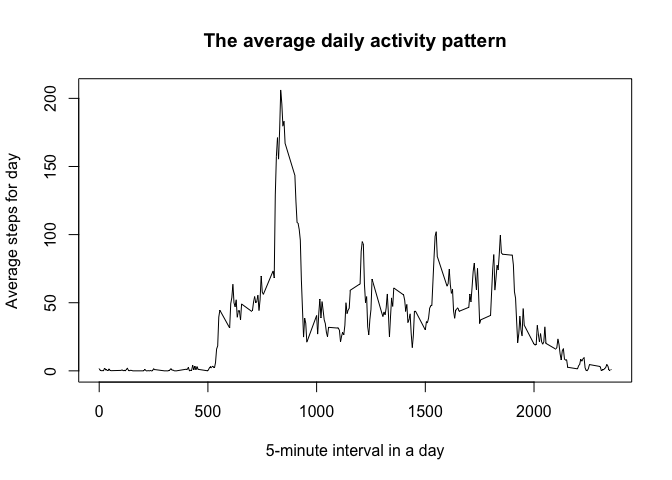 The average daily activity pattern
Average steps for day
200
150
100
50
0
0 500 1000 1500 2000
5-minute interval in a day